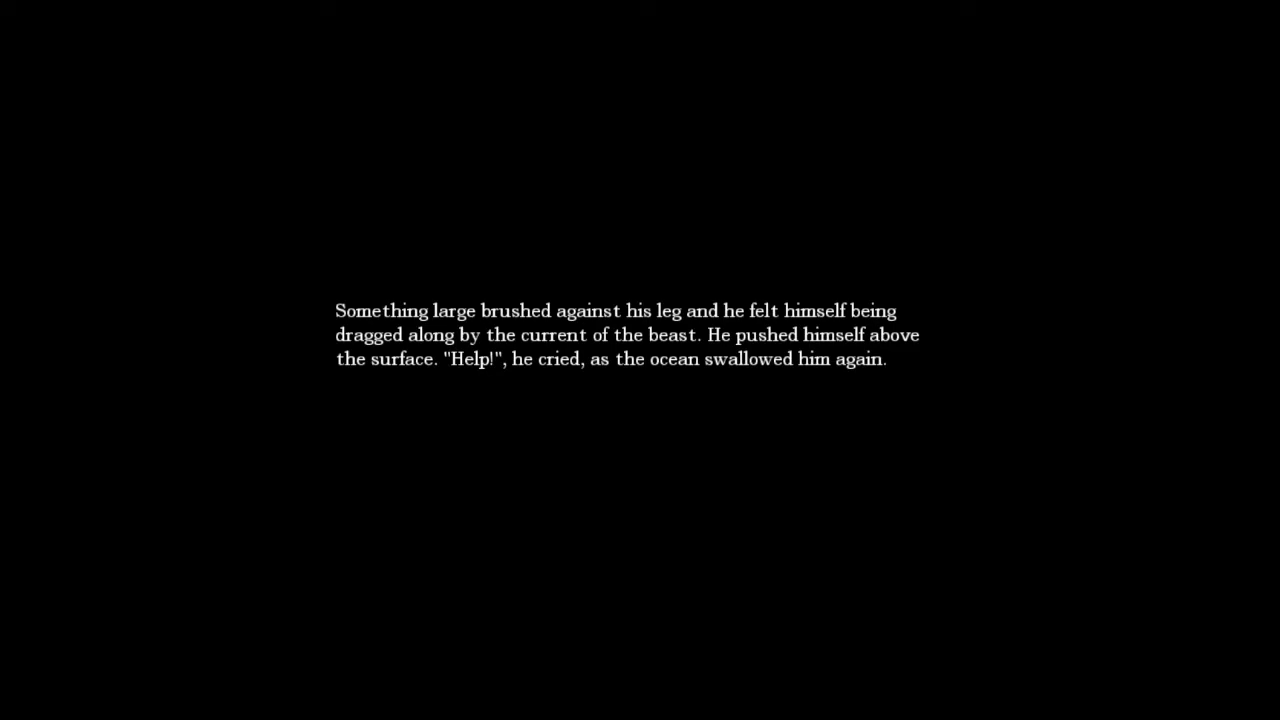 Something large brushed against his leg and he felt himself being
dragged along by the current of the beast. He pushed himself above
the surface. "Help!", he cried, as the ocean swallowed him again.